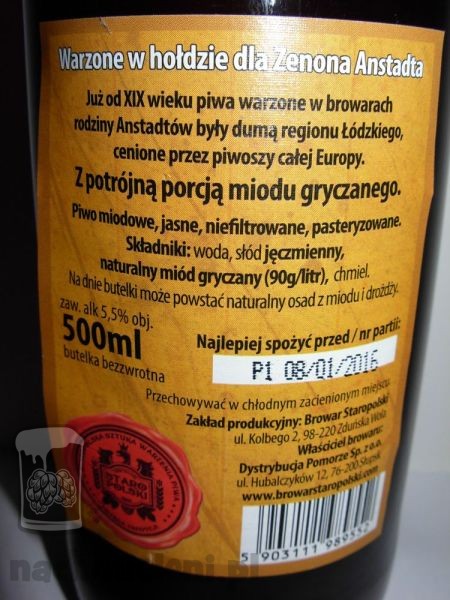 Warzone w hołdzie dla Zenona Anstadta
Już od XIX wieku piwa warzone w browarach
rodziny Anstadtów były dumą regionu Łódzkiego,
cenione przez piwoszy całej Europy.
Z potrójną porcją miodu gryczanego.
Piwo miodowe, jasne, niefiltrowane, pasteryzowane.
Składniki: woda, słód jęczmienny,
naturalny miód gryczany (90g/litr), chmiel.
Na dnie butelki może powstać naturalny osad z miodu i drożdży.
zaw. alk 5,5% obj.
500ml
butelka bezzwrotna
Najlepiej spożyć przed / nr partii:
P1 08/01/2016
Przechowywać w chłodnym zacienionym miejscu.
Zakład produkcyjny: Browar Staropolski
ul. Kolbego 2, 98-220 Zduńska Wola
Właściciel browaru:
Dystrybucja Pomorze Sp. z o.o.
ul. Hubalczyków 12, 76-200 Słupsk
www.browarstaropolski.com
SZTUKA WARZENIA PIWA
STARO
POLSKI
5 903111 989552